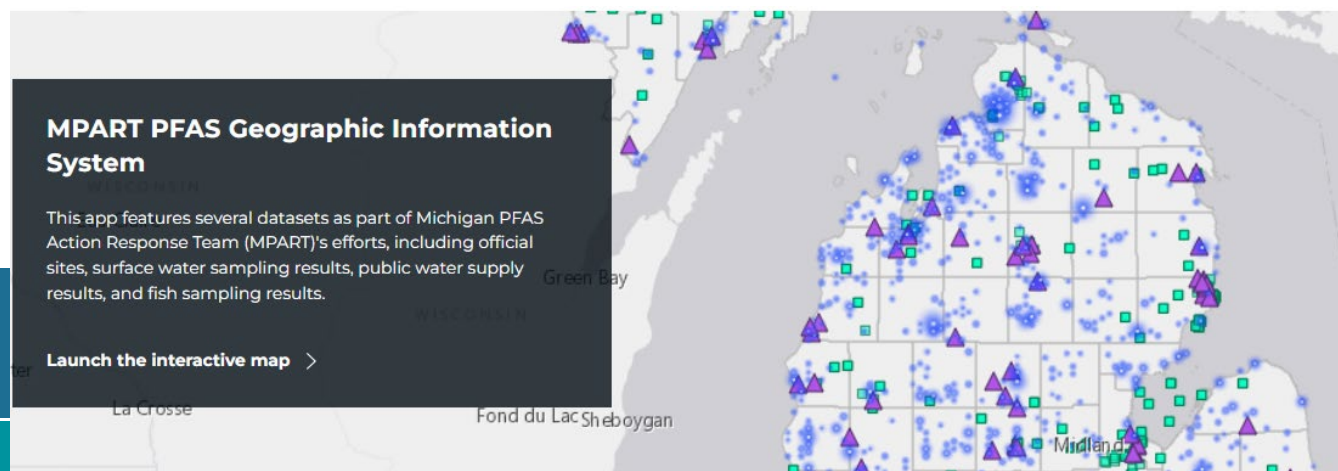 MPART PFAS Geographic Information
System
WISCONSIN
This app features several datasets as part of Michigan PFAS
Action Response Team (MPART)'s efforts, including official
sites, surface water sampling results, public water supply
results, and fish sampling results.
Green Bay
WISCONSIN
Launch the interactive map
La Crosse
Fond du Lac
Sheboygan
Midland